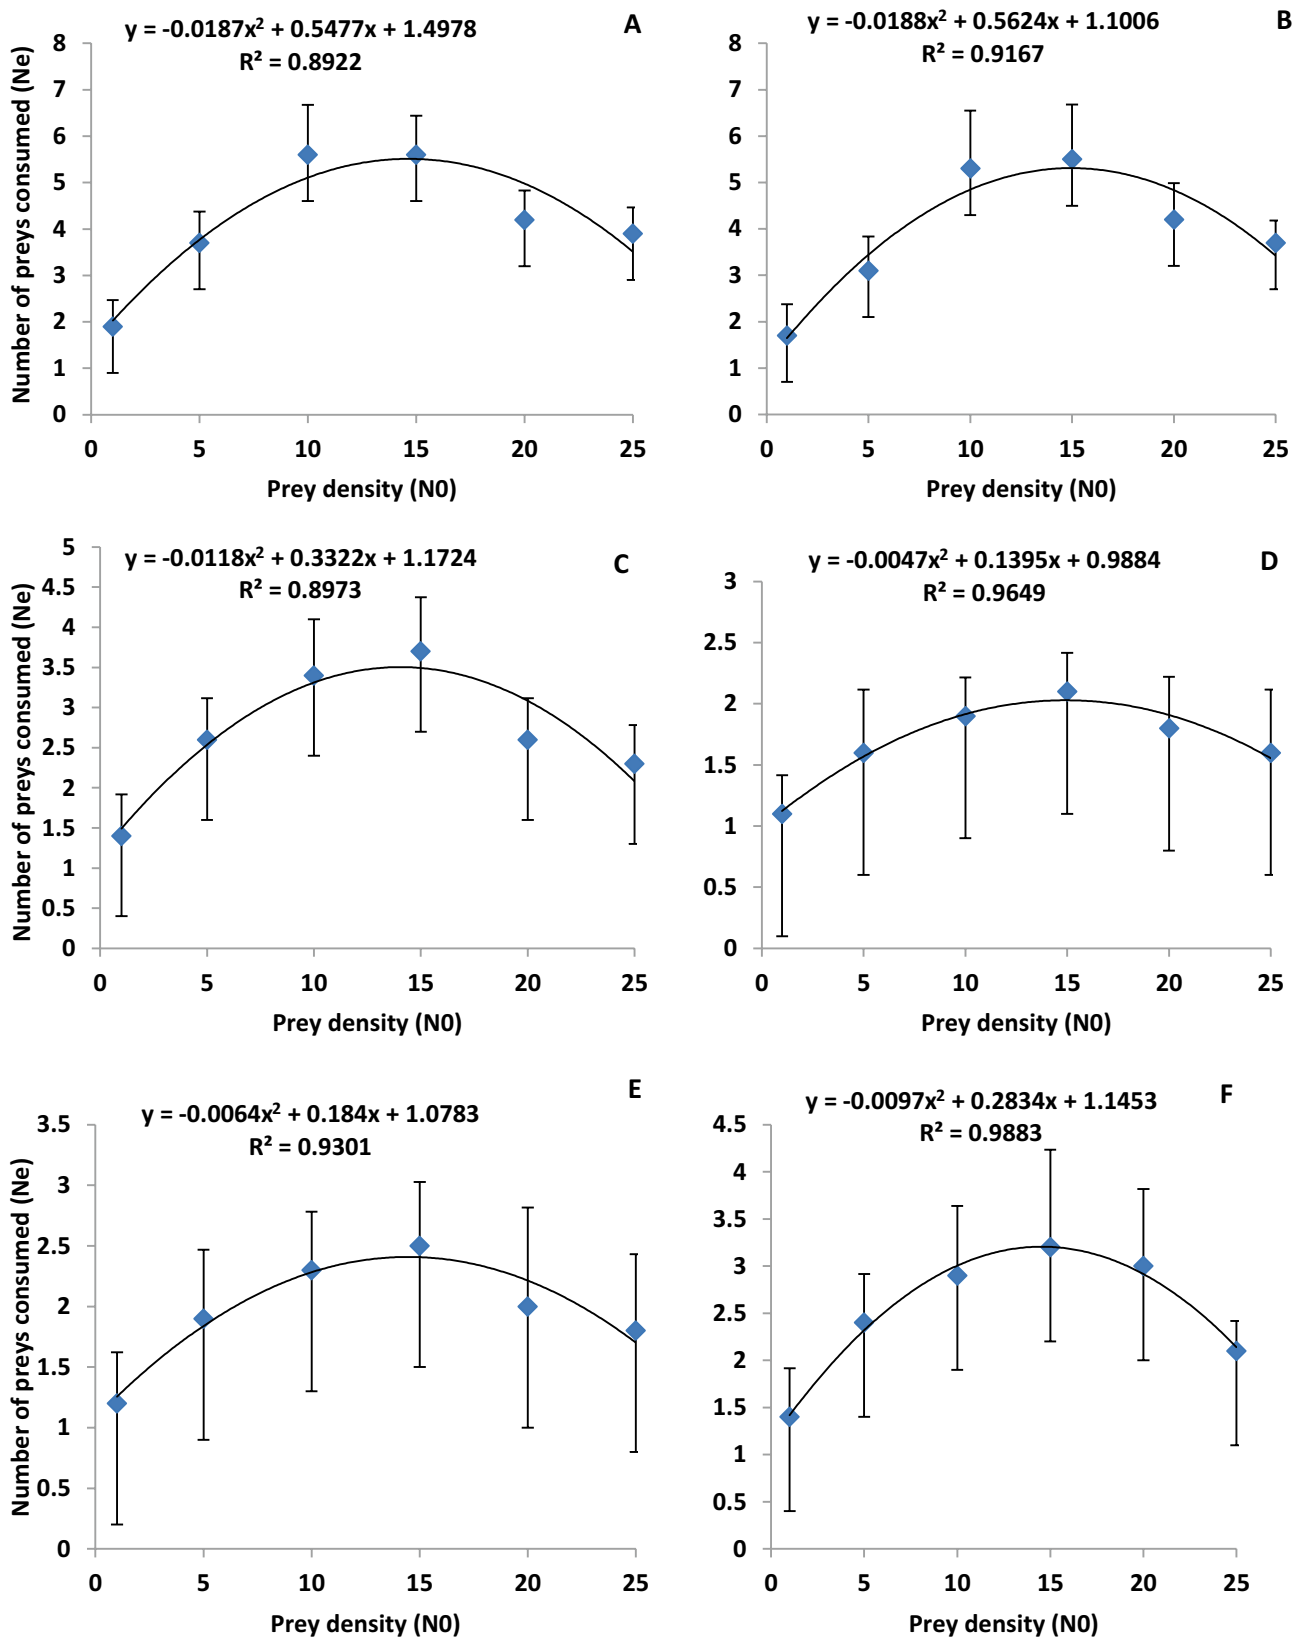 y = -0.0187x² + 0.5477x + 1.4978
R² = 0.8922
A
Number of preys consumed (Ne)
8
7
6
5
4
3
2
1
0
0 5 10 15 20 25
Prey density (N0)
y = -0.0188x² + 0.5624x + 1.1006
R² = 0.9167
B
8
7
6
5
4
3
2
1
0
0 5 10 15 20 25
Prey density (N0)
y = -0.0118x² + 0.3322x + 1.1724
R² = 0.8973
C
Number of preys consumed (Ne)
5
4.5
4
3.5
3
2.5
2
1.5
1
0.5
0
0 5 10 15 20 25
Prey density (N0)
y = -0.0047x² + 0.1395x + 0.9884
R² = 0.9649
D
3
2.5
2
1.5
1
0.5
0
0 5 10 15 20 25
Prey density (N0)
E
y = -0.0064x² + 0.184x + 1.0783
R² = 0.9301
Number of preys consumed (Ne)
3.5
3
2.5
2
1.5
1
0.5
0
0 5 10 15 20 25
Prey density (N0)
F
y = -0.0097x² + 0.2834x + 1.1453
R² = 0.9883
4.5
4
3.5
3
2.5
2
1.5
1
0.5
0
0 5 10 15 20 25
Prey density (N0)